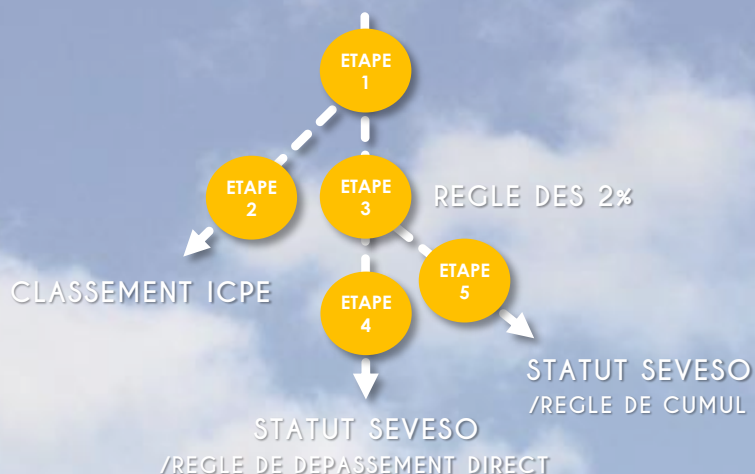 ETAPE
1
ETAPE
2
ETAPE
3
REGLE DES 2%
ETAPE
5
CLASSEMENT ICPE
ETAPE
4
STATUT SEVESO
/REGLE DE CUMUL
STATUT SEVESO
/REGLE DE DEPASSEMENT DIRECT